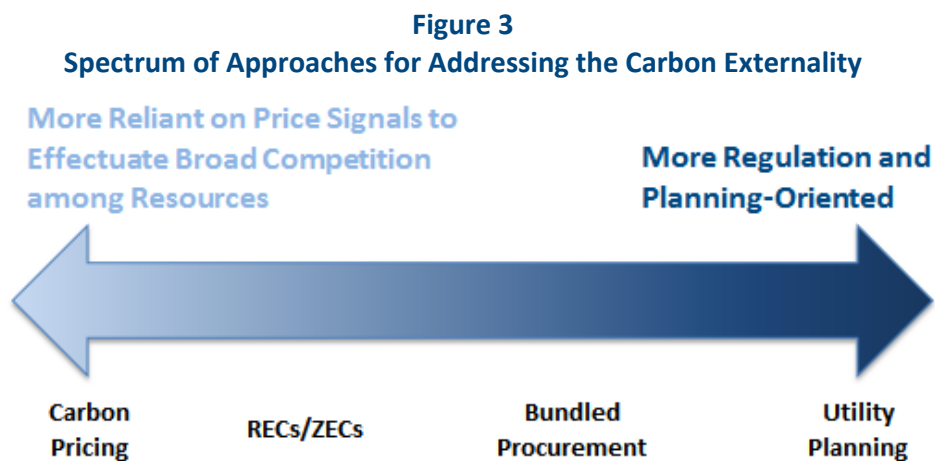 Figure 3
Spectrum of Approaches for Addressing the Carbon Externality
More Reliant on Price Signals to
Effectuate Broad Competition
among Resources
More Regulation and
Planning-Oriented
Carbon
Pricing
RECs/ZECs
Bundled
Procurement
Utility
Planning